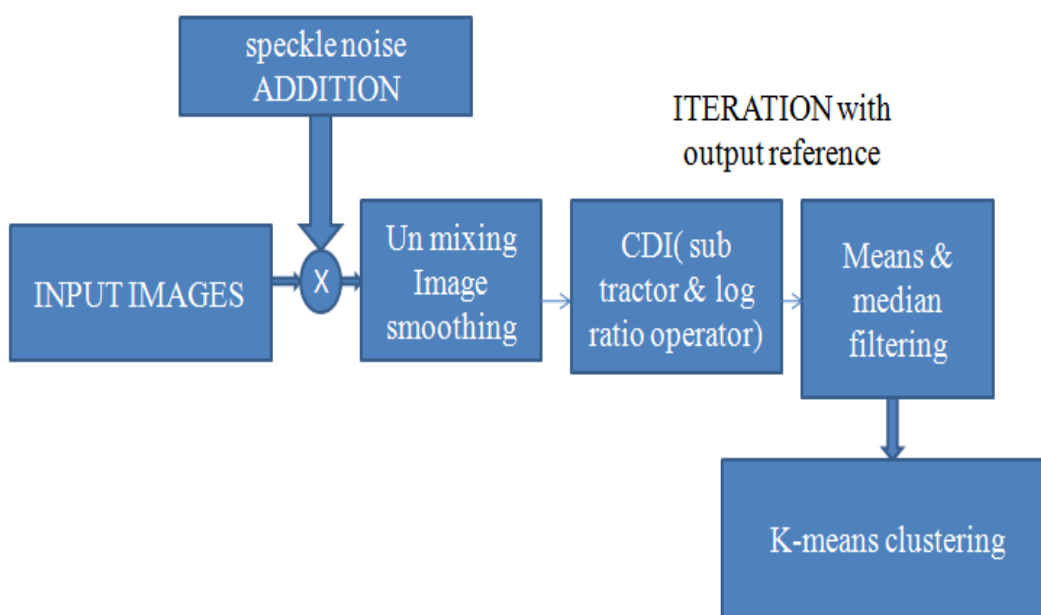 speckle noise
ADDITION
ITERATION with
output reference
INPUT IMAGES
X
Un mixing
Image
smoothing
CDI( sub
tractor & log
ratio operator)
Means &
median
filtering
K-means clustering